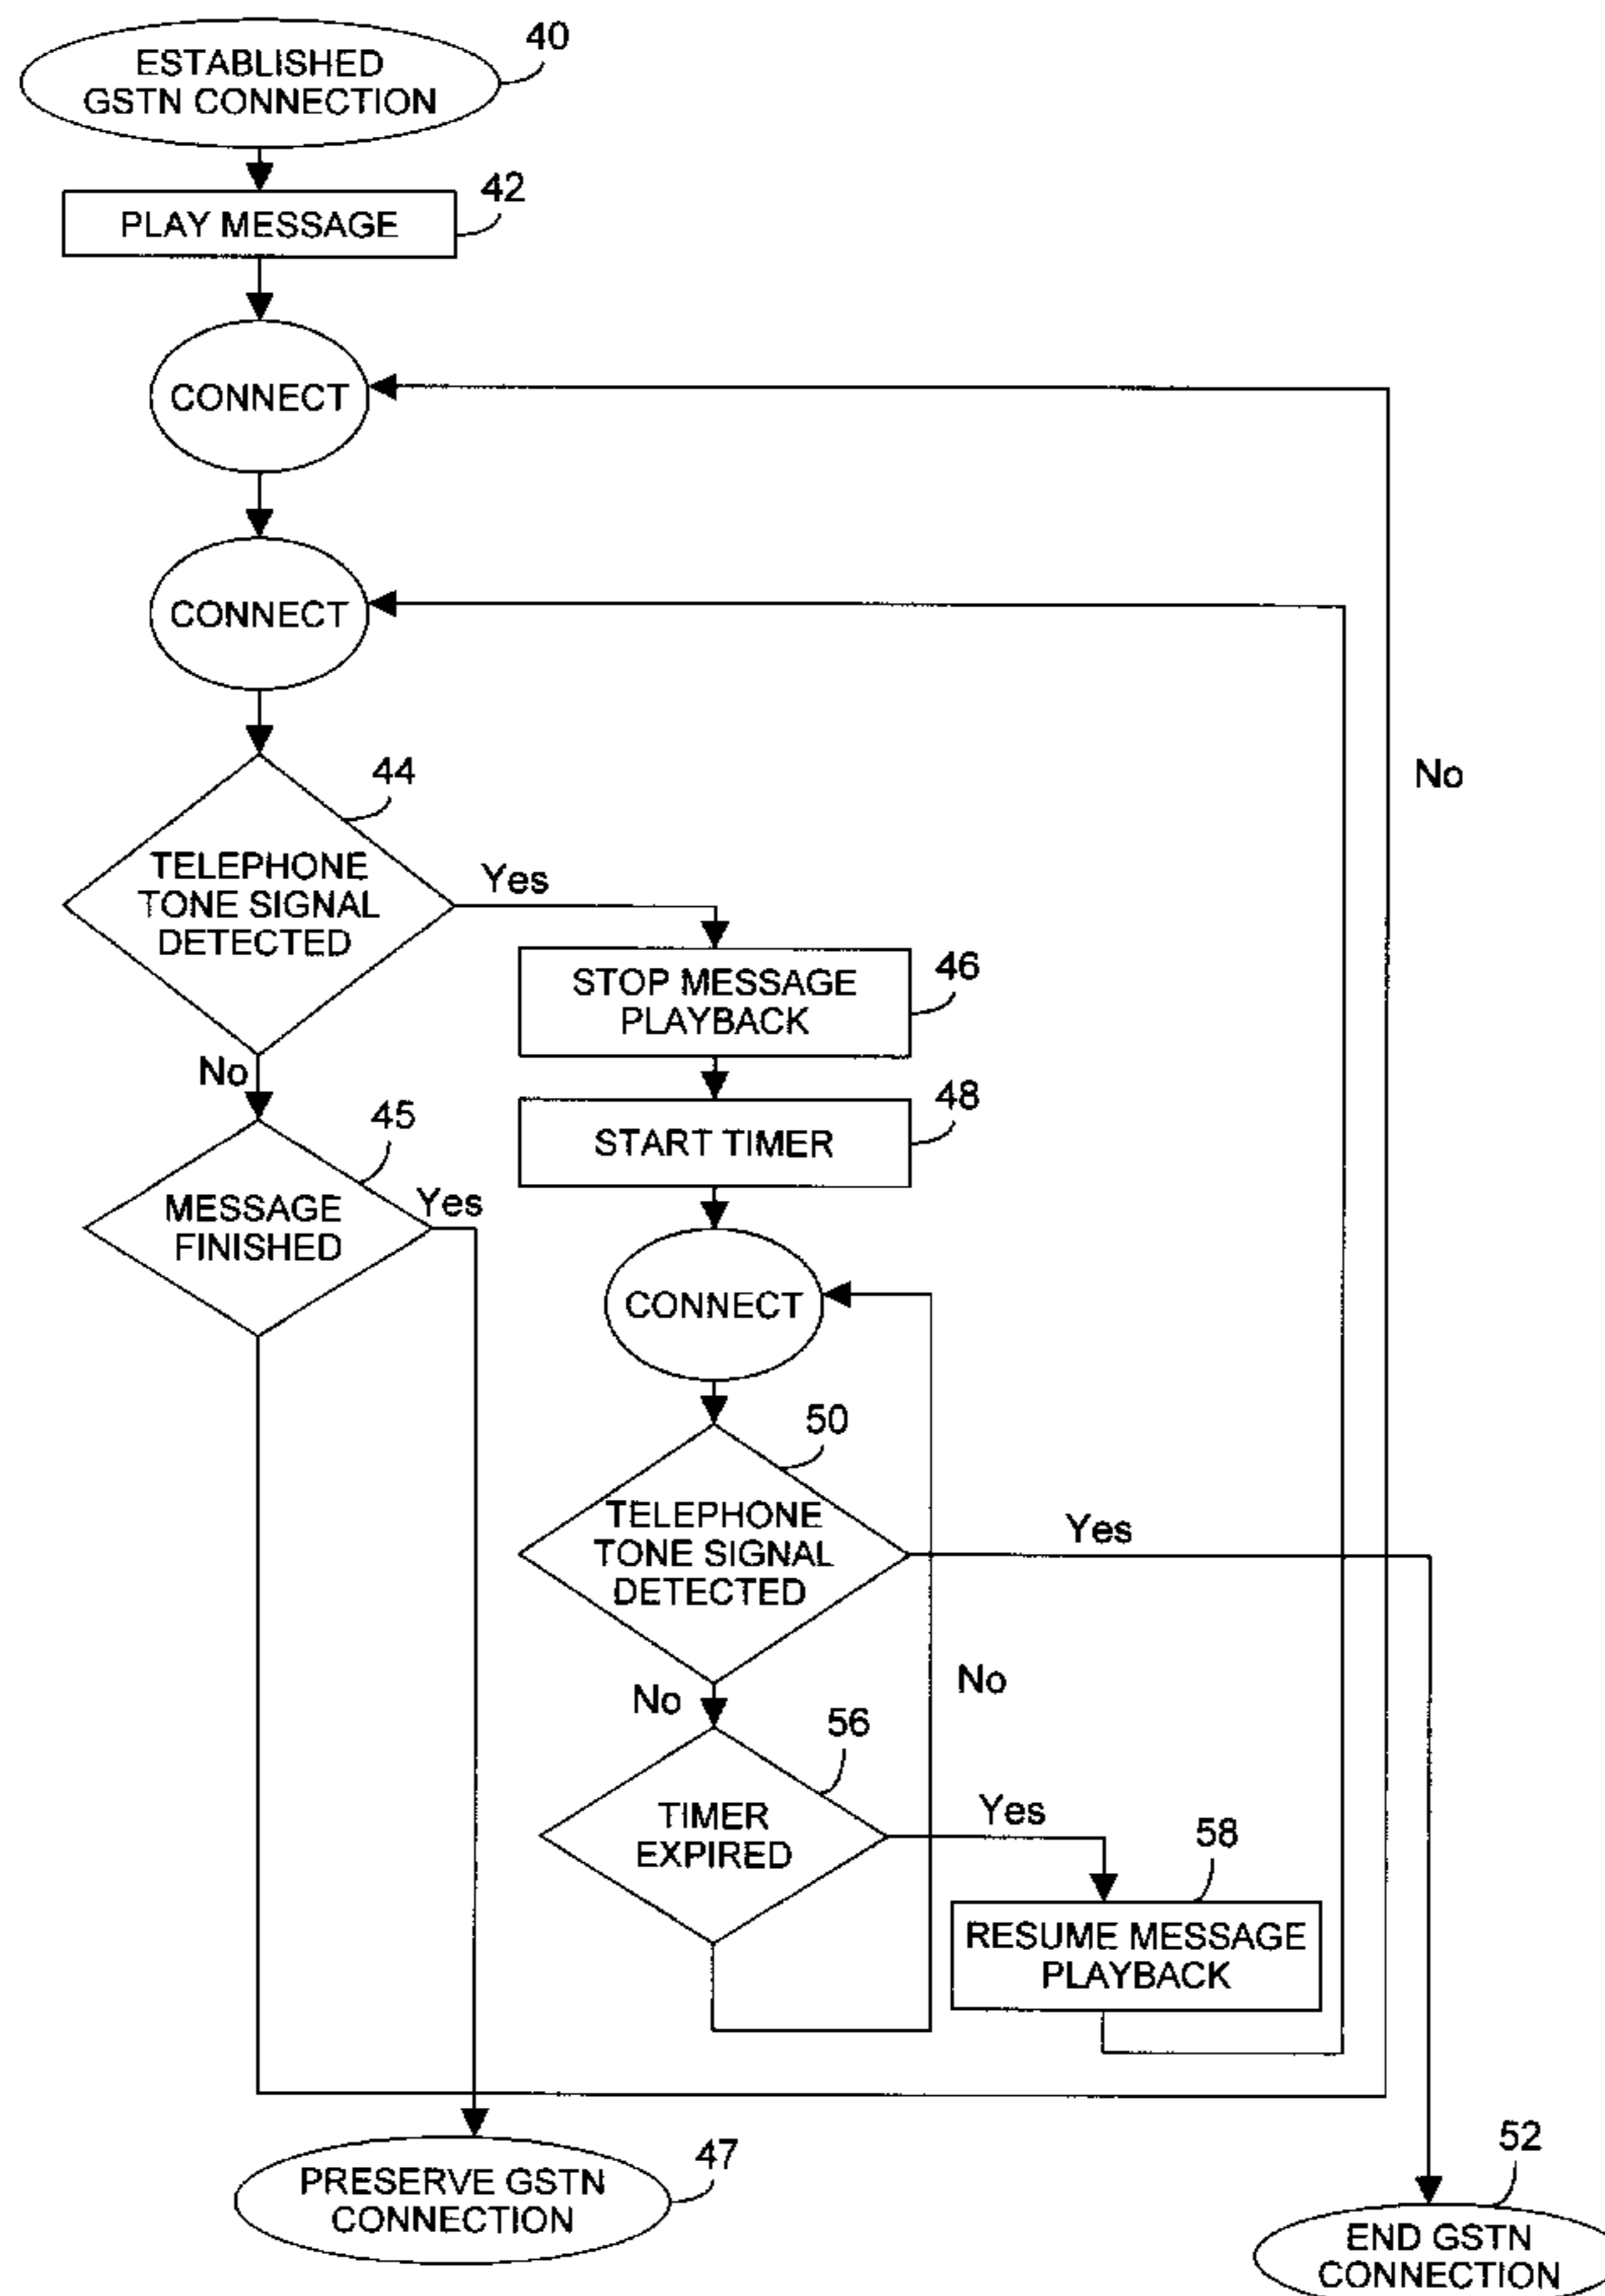 40
ESTABLISHED
GSTN CONNECTION
42
PLAY MESSAGE
CONNECT
CONNECT
No
44
TELEPHONE
TONE SIGNAL
DETECTED
Yes
46
STOP MESSAGE
PLAYBACK
No
48
START TIMER
45
MESSAGE
FINISHED
Yes
CONNECT
50
TELEPHONE
TONE SIGNAL
DETECTED
Yes
No
No
56
TIMER
EXPIRED
Yes
58
RESUME MESSAGE
PLAYBACK
47
PRESERVE GSTN
CONNECTION
52
END GSTN
CONNECTION